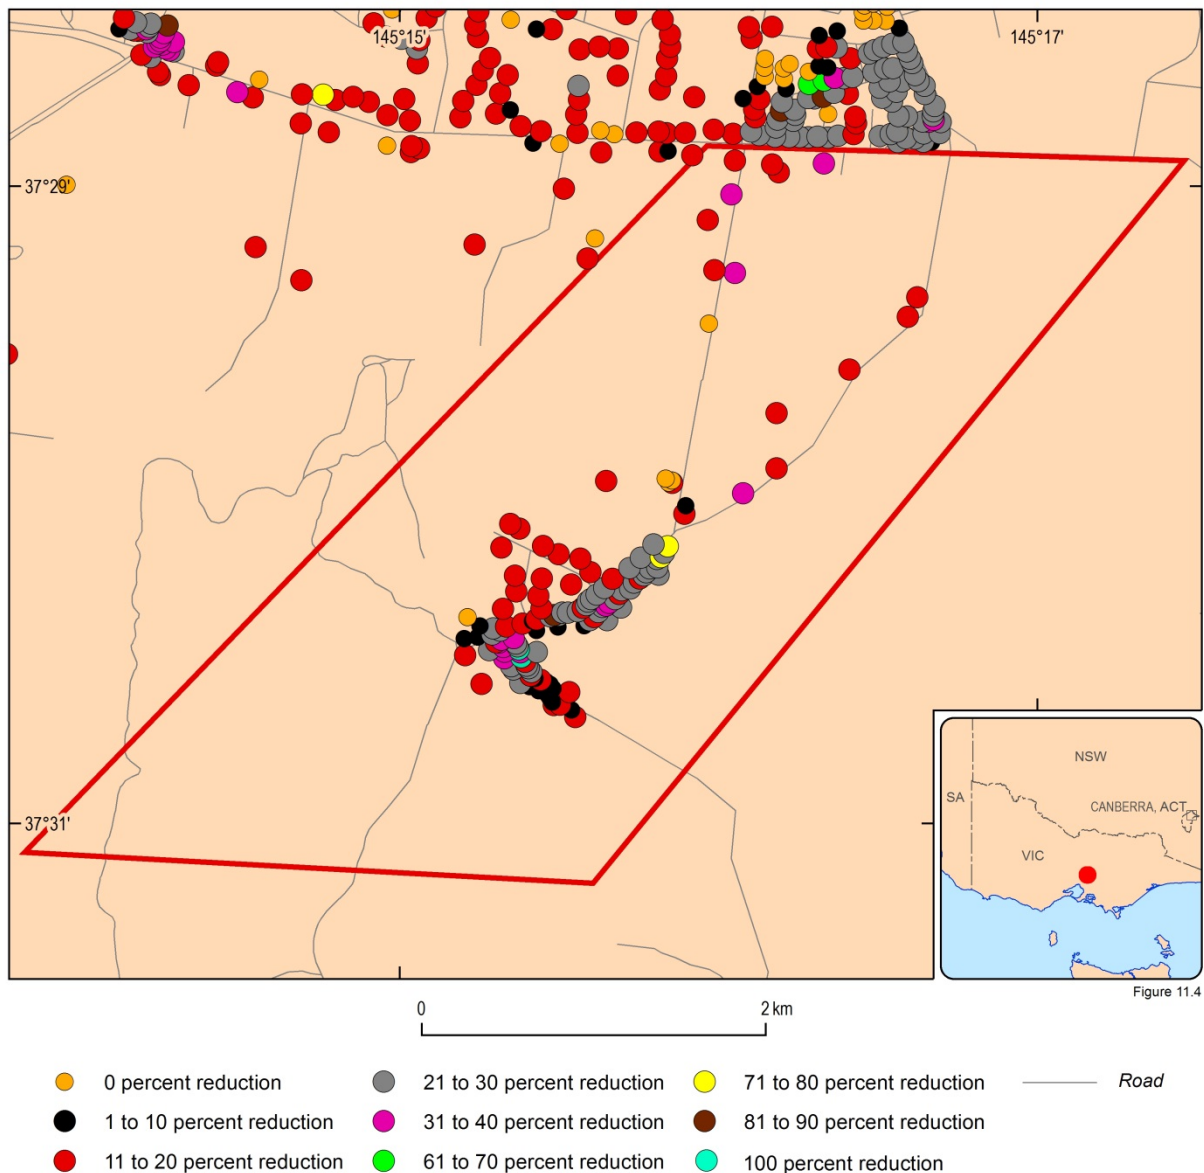 145°15'
145°17'
37°29'
37°31'
NSW
SA
CANBERRA, ACT
VIC
Figure 11.4
0
2 km
0 percent reduction
21 to 30 percent reduction
71 to 80 percent reduction
Road
1 to 10 percent reduction
31 to 40 percent reduction
81 to 90 percent reduction
11 to 20 percent reduction
61 to 70 percent reduction
100 percent reduction